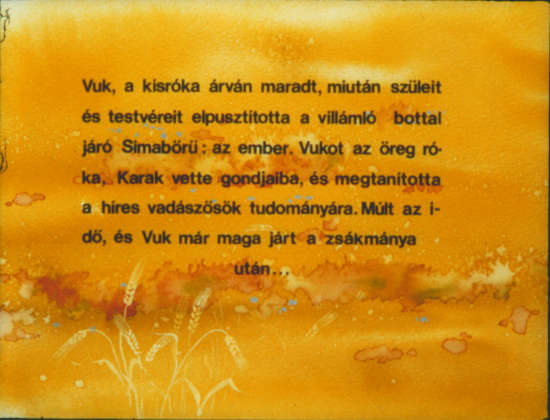 Vuk, a kisróka árván maradt, miután szüleit
és testvéreit elpusztította a villámló bottal
járó Simabőrű: az ember. Vukot az öreg ró-
ka, Karak vette gondjaiba, és megtanította
a híres vadászősök tudományára. Múlt az i-
dő, és Vuk már maga járt a zsákmánya
után...